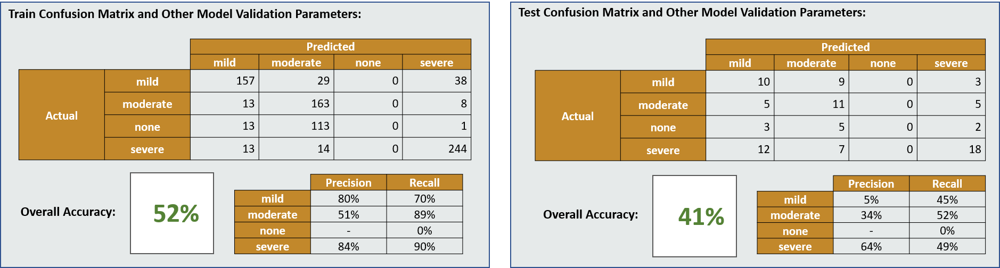 Train Confusion Matrix and Other Model Validation Parameters:
Predicted
mild moderate none severe
Actual
mild 157 29 0 38
moderate 13 163 0 8
none 13 113 0 1
severe 13 14 0 244
Overall Accuracy:
52%
Precision Recall
mild 80% 70%
moderate 51% 89%
none - 0%
severe 84% 90%
Test Confusion Matrix and Other Model Validation Parameters:
Predicted
mild moderate none severe
Actual
mild 10 9 0 3
moderate 5 11 0 5
none 3 5 0 2
severe 12 7 0 18
Overall Accuracy:
41%
Precision Recall
mild 5% 45%
moderate 34% 52%
none - 0%
severe 64% 49%